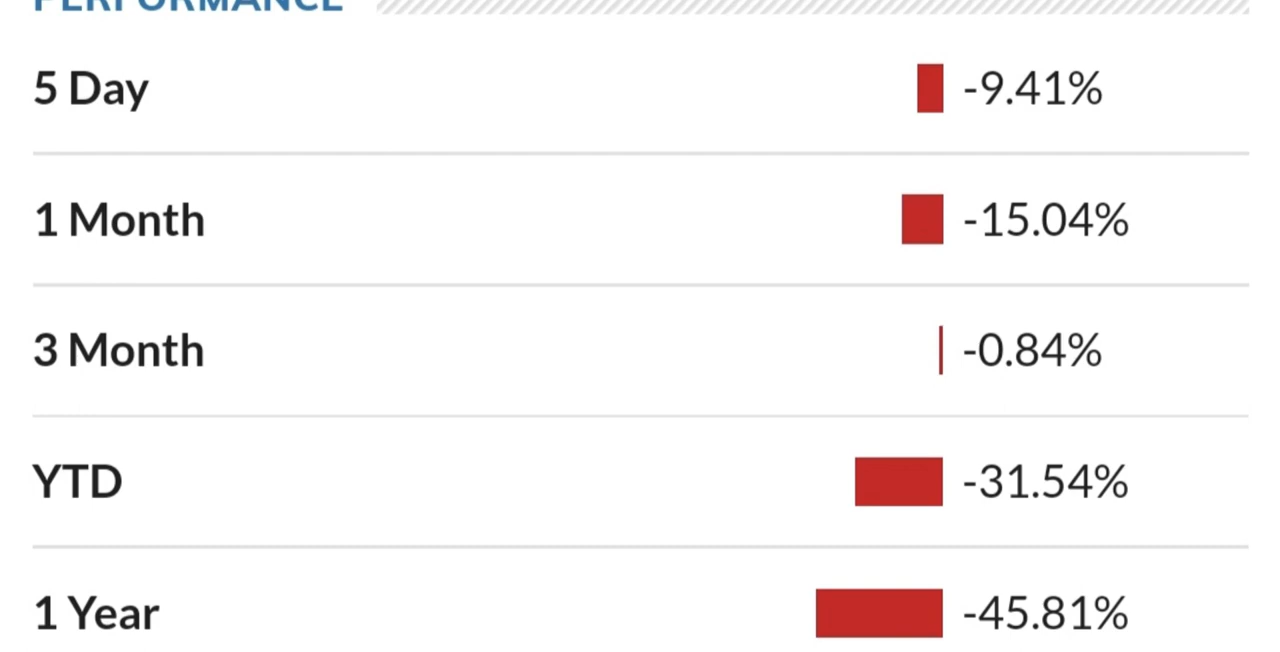 PERFORMANCE
5 Day -9.41%
1 Month -15.04%
3 Month -0.84%
YTD -31.54%
1 Year -45.81%